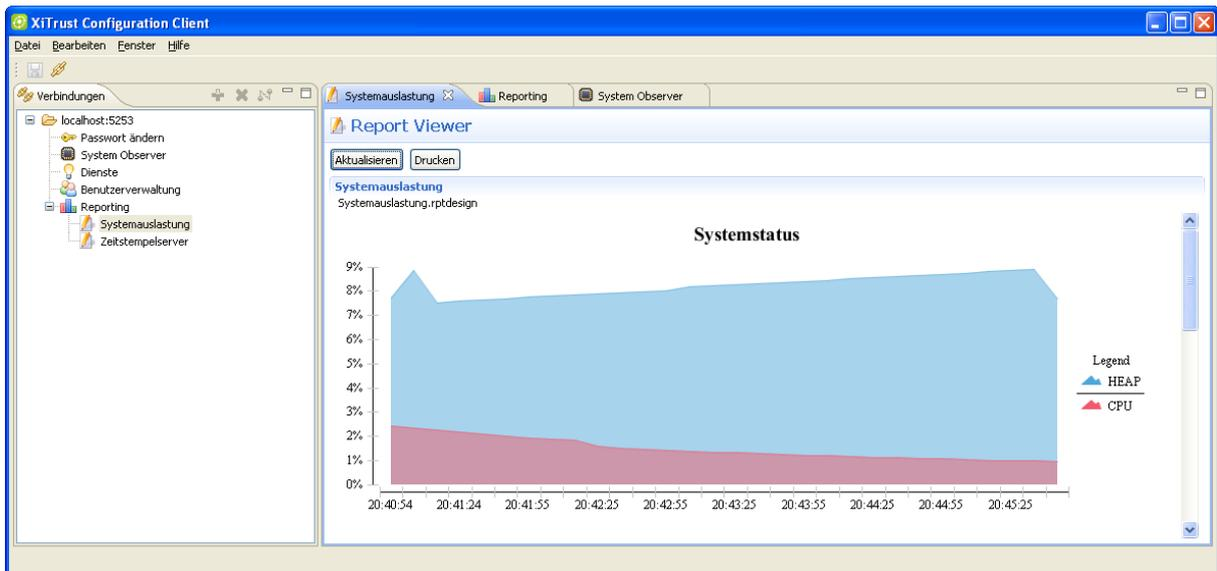 XiTrust Configuration Client
Datei Bearbeiten Fenster Hilfe
Verbindungen
localhost:5253
Passwort ändern
System Observer
Dienste
Benutzerverwaltung
Reporting
Systemauslastung
Zeitstempelserver
Systemauslastung Reporting System Observer
Report Viewer
Aktualisieren Drucken
Systemauslastung
Systemauslastung.rptdesign
Systemstatus
9%
8%
7%
6%
5%
4%
3%
2%
1%
0%
20:40:54 20:41:24 20:41:55 20:42:25 20:42:55 20:43:25 20:43:55 20:44:25 20:44:55 20:45:25
Legend
HEAP
CPU